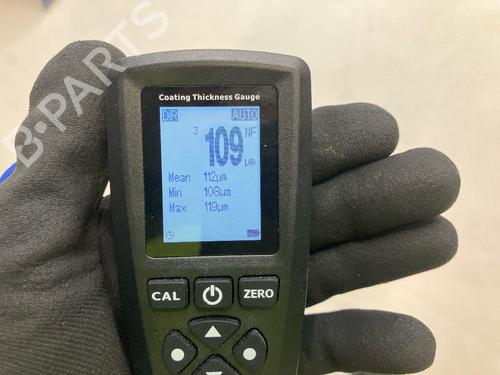 B-PARTS
Coating Thickness Gauge
DIR AUTO
3 109 NF
µm
Mean 112µm
Min 108µm
Max 119µm
CAL ZERO